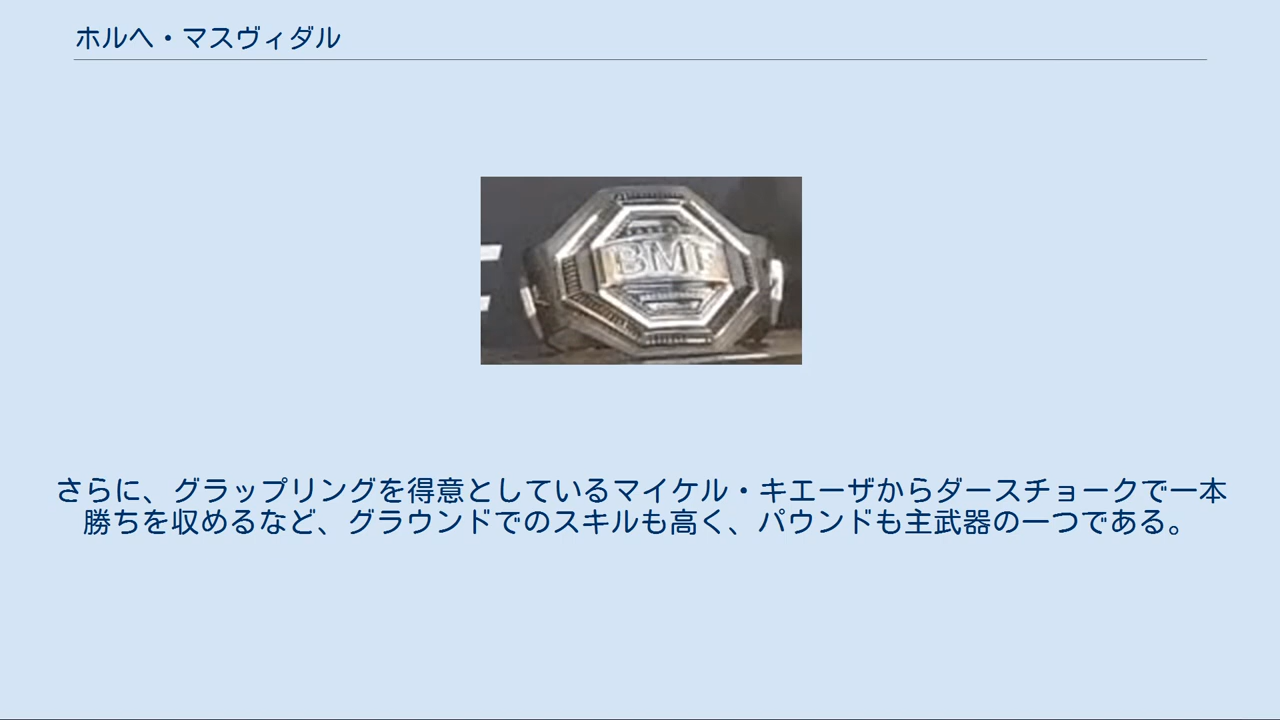 ホルヘ・マスヴィダル
BMF
さらに、グラップリングを得意としているマイケル・キエーザからダースチョークで一本
勝ちを収めるなど、グラウンドでのスキルも高く、パウンドも主武器の一つである。